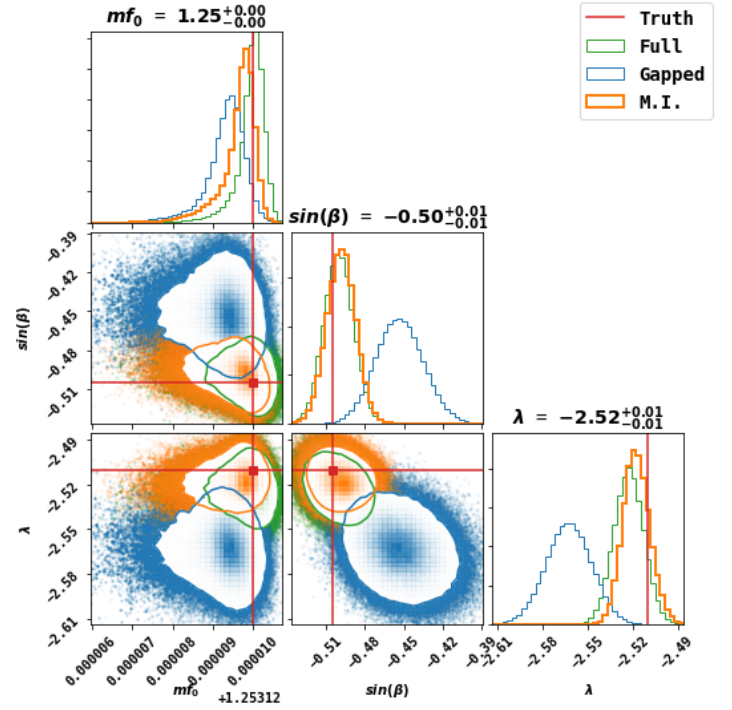 mf₀ = 1.25+0.00 −0.00
Truth
Full
Gapped
M.I.
sin(β) = −0.50+0.01 −0.01
−0.39
−0.42
−0.45
−0.48
−0.51
sin(β)
λ = −2.52+0.01 −0.01
−2.49
−2.52
−2.55
−2.58
−2.61
λ
0.000006
0.000007
0.000008
0.000009
0.000010
mf₀
+1.25312
−0.51
−0.48
−0.45
−0.42
−0.39
sin(β)
−2.61
−2.58
−2.55
−2.52
−2.49
λ